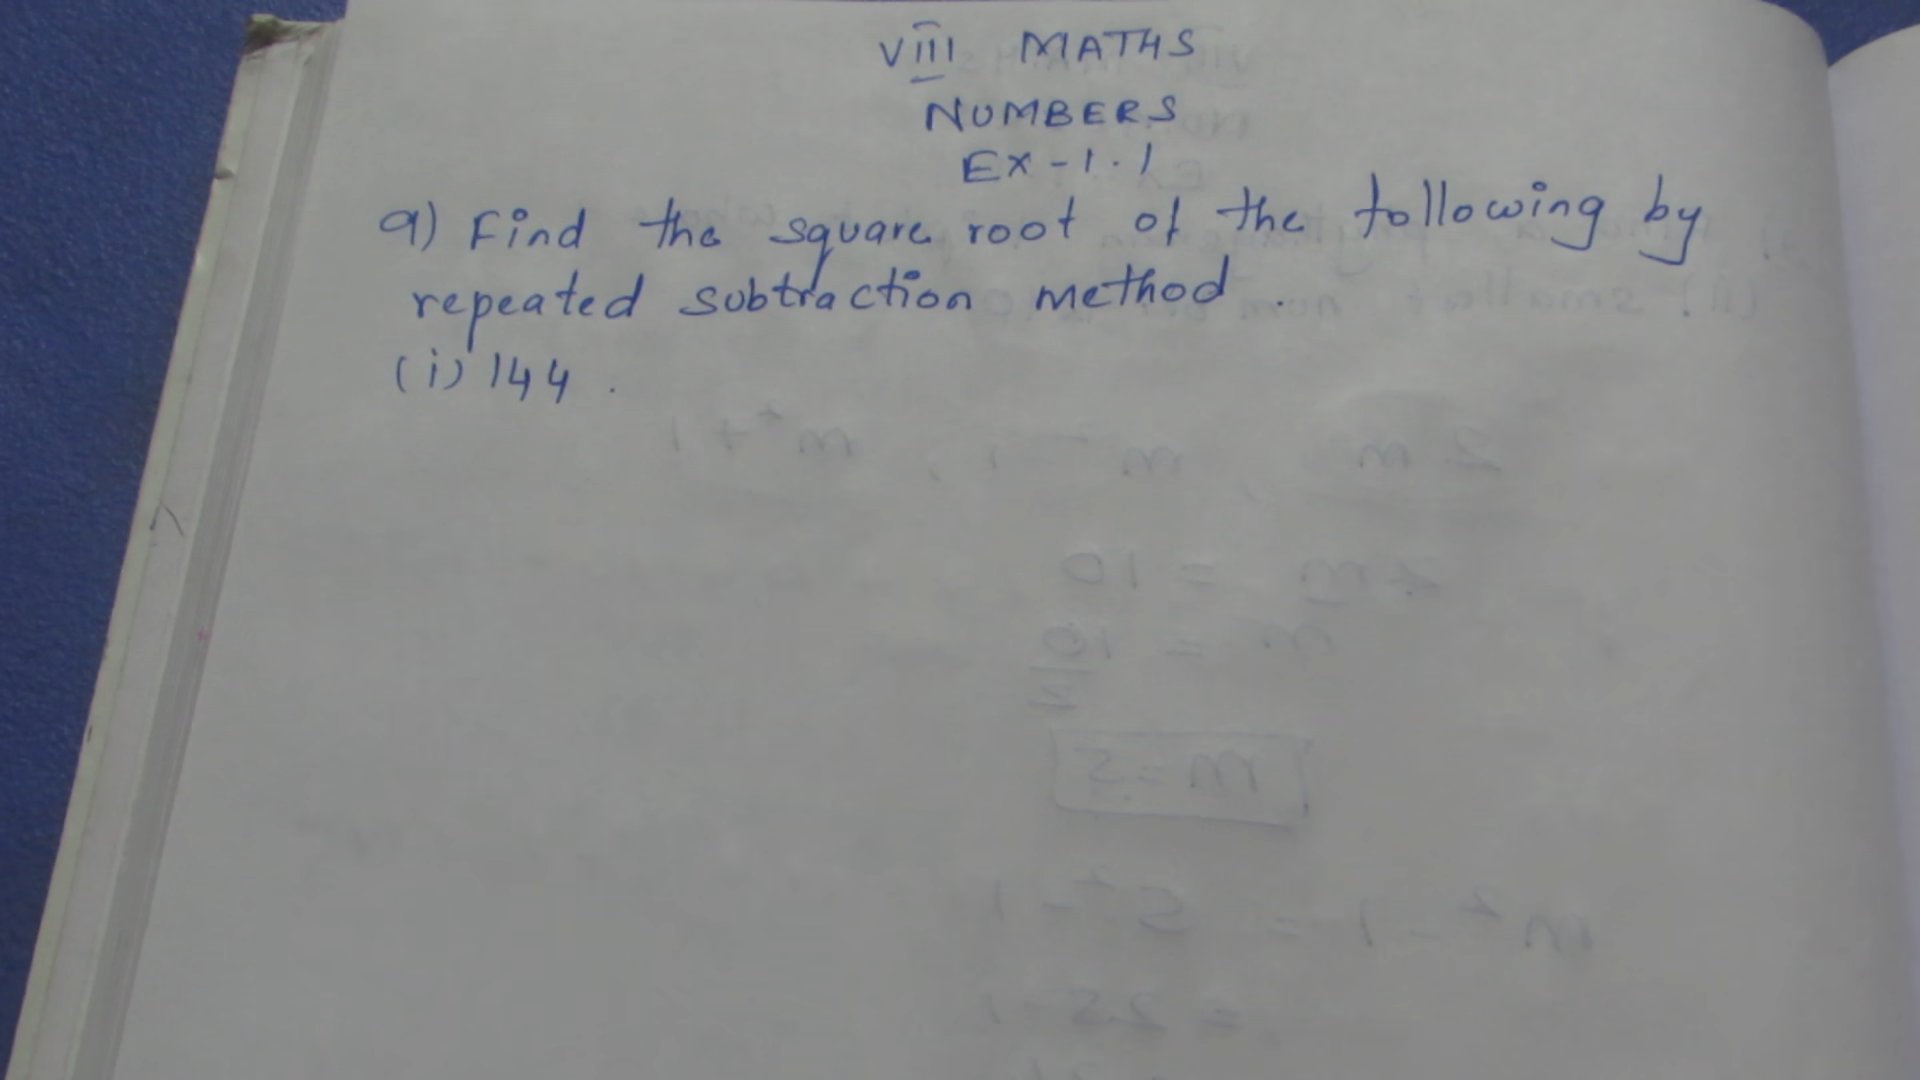 VIII MATHS
NUMBERS
Ex-1.1
9) Find the square root of the following by
repeated subtraction method.
(i) 144.